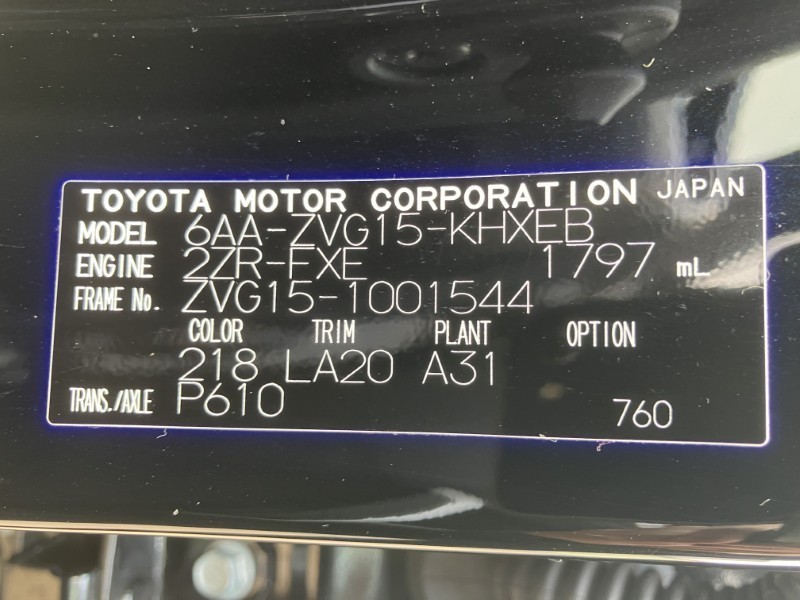 TOYOTA MOTOR CORPORATION JAPAN
MODEL 6AA-ZVG15-KHXEB
ENGINE 2ZR-FXE 1797 mL
FRAME No. ZVG15-1001544
COLOR TRIM PLANT OPTION
218 LA20 A31
TRANS./AXLE P610
760